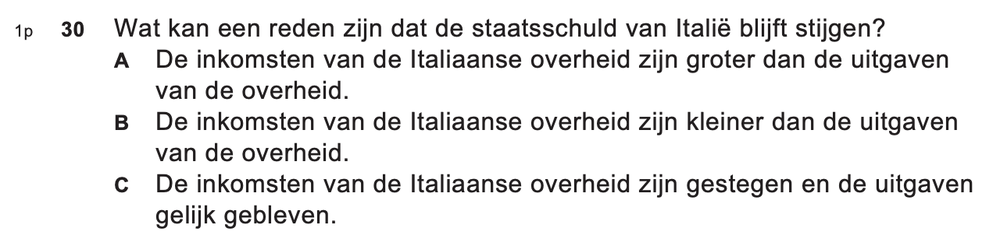 1p 30 Wat kan een reden zijn dat de staatsschuld van Italië blijft stijgen?
A De inkomsten van de Italiaanse overheid zijn groter dan de uitgaven
van de overheid.
B De inkomsten van de Italiaanse overheid zijn kleiner dan de uitgaven
van de overheid.
C De inkomsten van de Italiaanse overheid zijn gestegen en de uitgaven
gelijk gebleven.